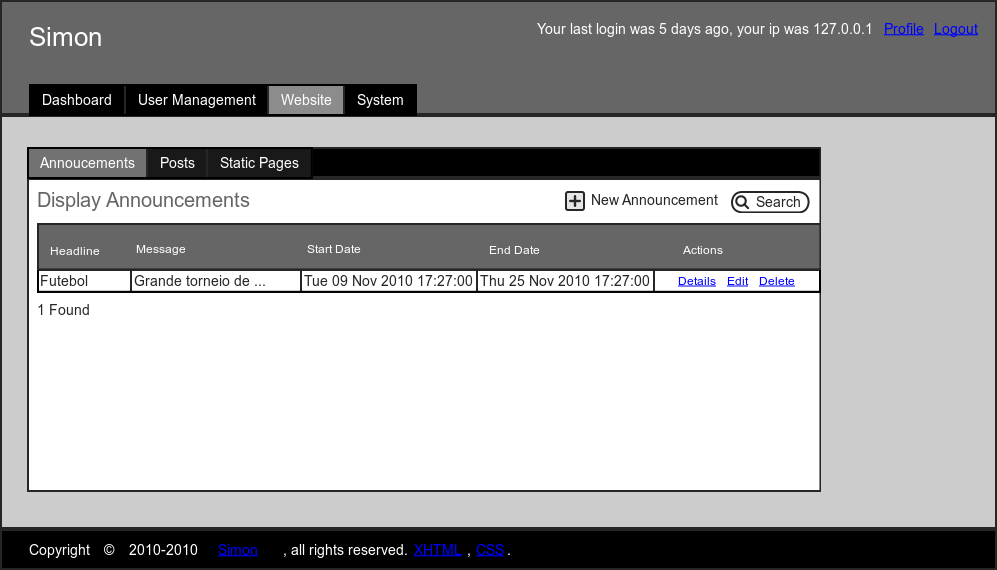 Simon
Your last login was 5 days ago, your ip was 127.0.0.1 Profile Logout
Dashboard User Management Website System
Annoucements Posts Static Pages
Display Announcements New Announcement Search
Headline Message Start Date End Date Actions
Futebol Grande torneio de ... Tue 09 Nov 2010 17:27:00 Thu 25 Nov 2010 17:27:00 Details Edit Delete
1 Found
Copyright © 2010-2010 Simon , all rights reserved. XHTML , CSS .